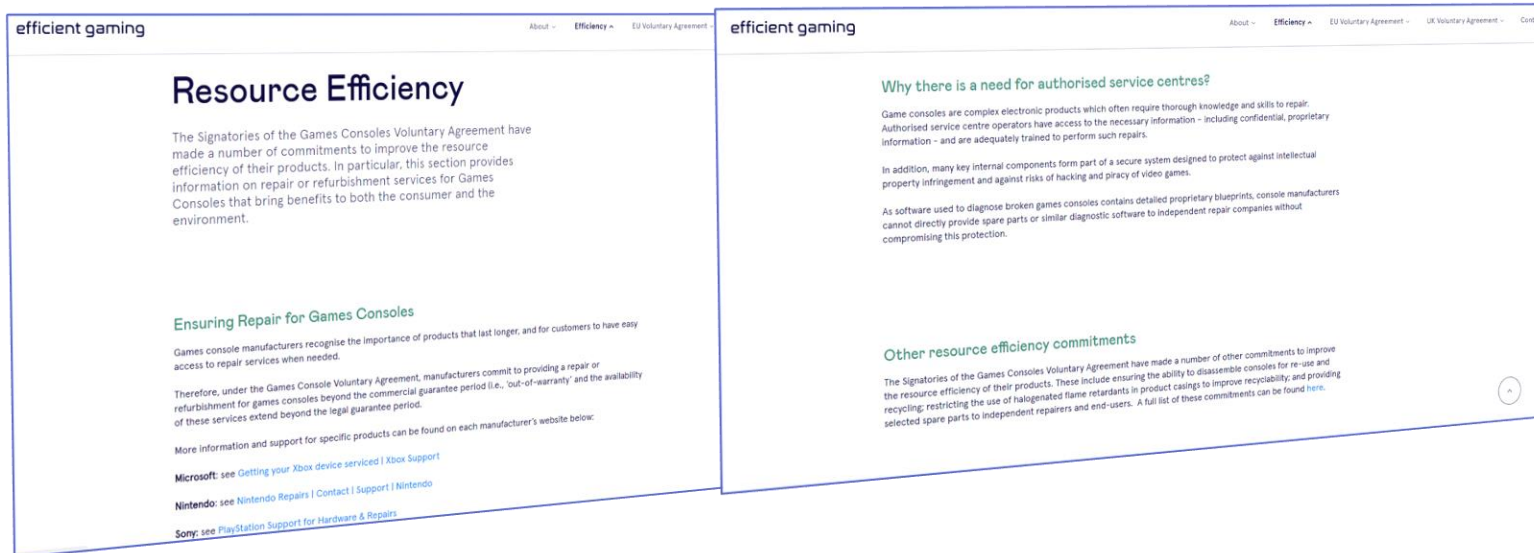 efficient gaming
About
Efficiency
EU Voluntary Agreement
Resource Efficiency
The Signatories of the Games Consoles Voluntary Agreement have
made a number of commitments to improve the resource
efficiency of their products. In particular, this section provides
information on repair or refurbishment services for Games
Consoles that bring benefits to both the consumer and the
environment.
Ensuring Repair for Games Consoles
Games console manufacturers recognise the importance of products that last longer, and for customers to have easy
access to repair services when needed.
Therefore, under the Games Console Voluntary Agreement, manufacturers commit to providing a repair or
refurbishment for games consoles beyond the commercial guarantee period (i.e., 'out-of-warranty' and the availability
of these services extend beyond the legal guarantee period.
More information and support for specific products can be found on each manufacturer's website below:
Microsoft: see Getting your Xbox device serviced | Xbox Support
Nintendo: see Nintendo Repairs | Contact | Support | Nintendo
Sony: see PlayStation Support for Hardware & Repairs
efficient gaming
About
Efficiency
EU Voluntary Agreement
UK Voluntary Agreement
Cont
Why there is a need for authorised service centres?
Game consoles are complex electronic products which often require thorough knowledge and skills to repair.
Authorised service centre operators have access to the necessary information - including confidential, proprietary
information - and are adequately trained to perform such repairs.
In addition, many key internal components form part of a secure system designed to protect against intellectual
property infringement and against risks of hacking and piracy of video games.
As software used to diagnose broken games consoles contains detailed proprietary blueprints, console manufacturers
cannot directly provide spare parts or similar diagnostic software to independent repair companies without
compromising this protection.
Other resource efficiency commitments
The Signatories of the Games Consoles Voluntary Agreement have made a number of other commitments to improve
the resource efficiency of their products. These include ensuring the ability to disassemble consoles for re-use and
recycling; restricting the use of halogenated flame retardants in product casings to improve recyclability; and providing
selected spare parts to independent repairers and end-users. A full list of these commitments can be found here.